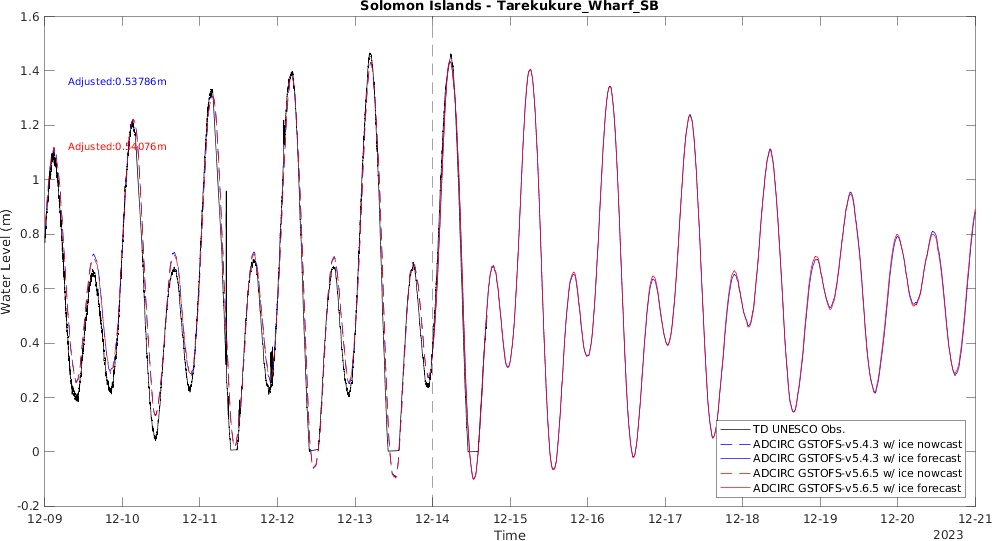 Solomon Islands - Tarekukure_Wharf_SB
1.6
1.4
1.2
1
0.8
0.6
0.4
0.2
0
-0.2
Water Level (m)
Adjusted:0.53786m
Adjusted:0.54076m
TD UNESCO Obs.
ADCIRC GSTOFS-v5.4.3 w/ ice nowcast
ADCIRC GSTOFS-v5.4.3 w/ ice forecast
ADCIRC GSTOFS-v5.6.5 w/ ice nowcast
ADCIRC GSTOFS-v5.6.5 w/ ice forecast
12-09 12-10 12-11 12-12 12-13 12-14 12-15 12-16 12-17 12-18 12-19 12-20 12-21
Time
2023